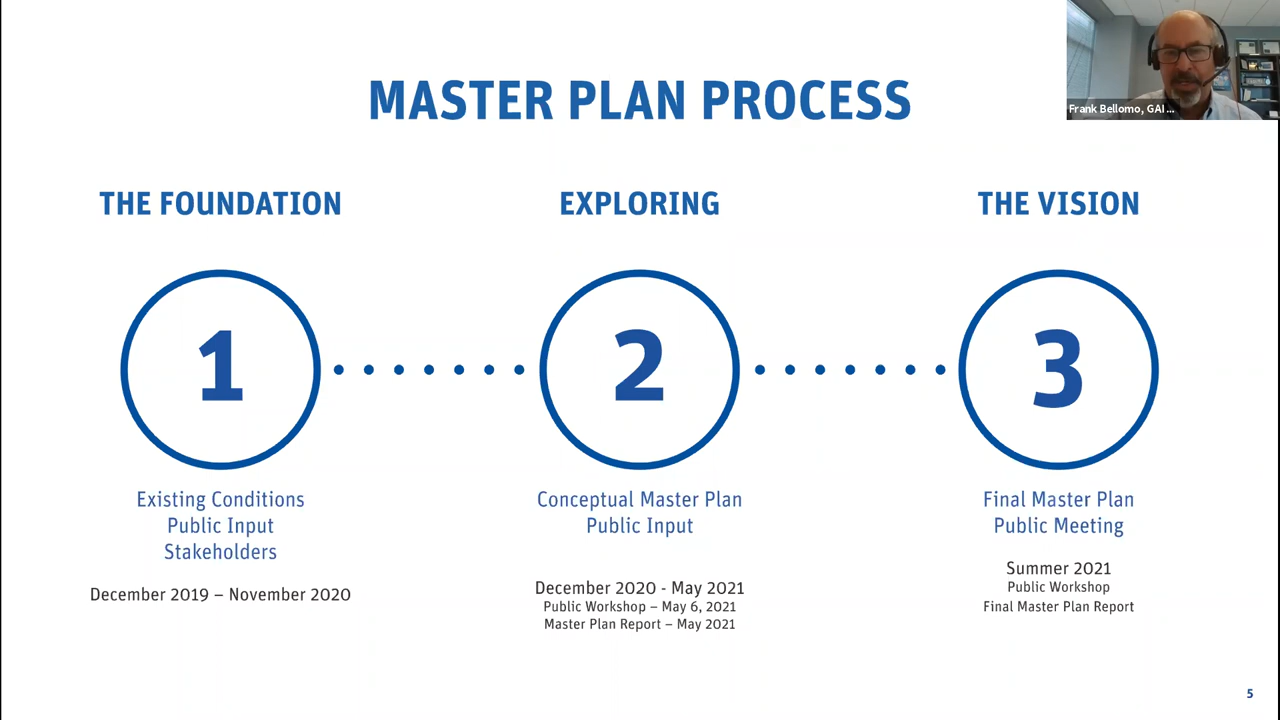 MASTER PLAN PROCESS
Frank Bellomo, GAI ...
THE FOUNDATION
EXPLORING
THE VISION
1
2
3
Existing Conditions
Public Input
Stakeholders
December 2019 – November 2020
Conceptual Master Plan
Public Input
December 2020 - May 2021
Public Workshop – May 6, 2021
Master Plan Report – May 2021
Final Master Plan
Public Meeting
Summer 2021
Public Workshop
Final Master Plan Report
5